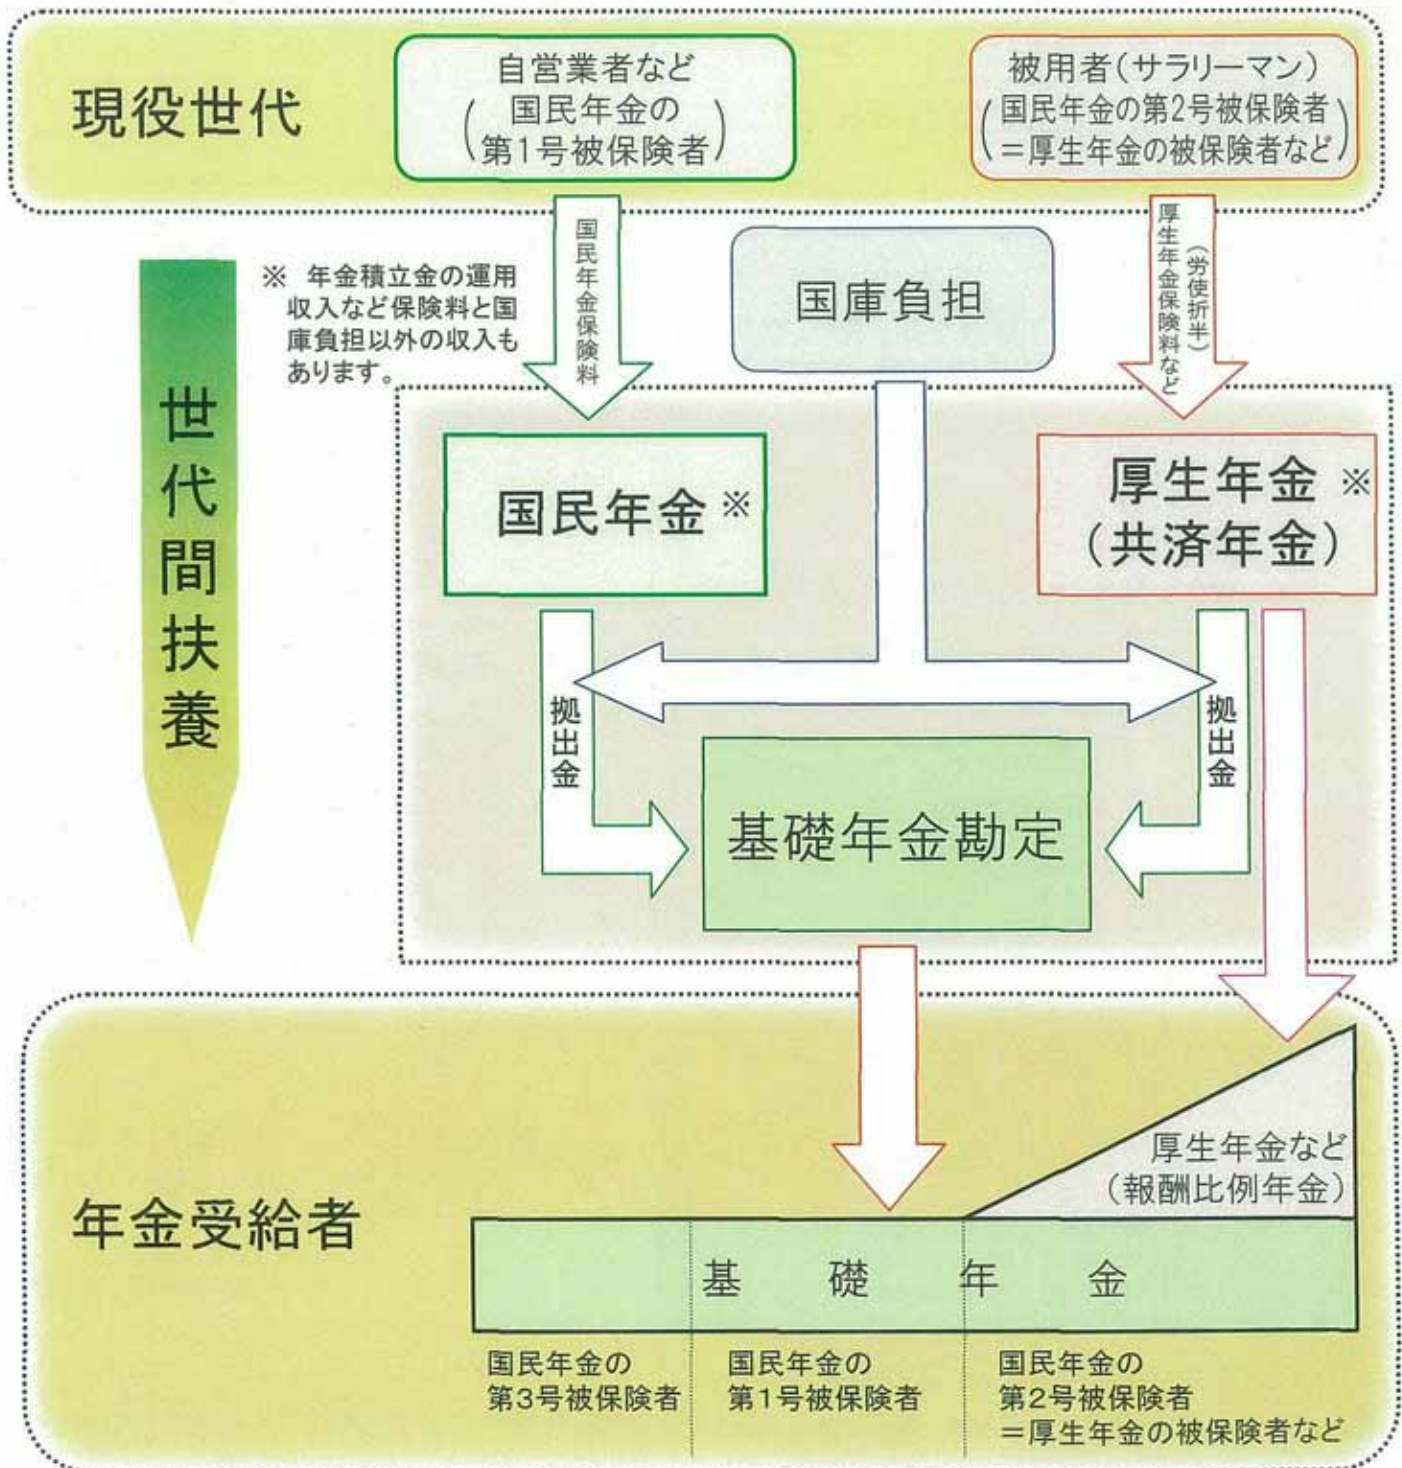 現役世代
自営業者など
（国民年金の
第1号被保険者）
被用者（サラリーマン）
（国民年金の第2号被保険者
＝厚生年金の被保険者など）
国民年金保険料
※ 年金積立金の運用
収入など保険料と国
庫負担以外の収入も
あります。
国庫負担
（労使折半）
厚生年金保険料など
世代間扶養
国民年金※
厚生年金※
（共済年金）
拠出金
拠出金
基礎年金勘定
年金受給者
厚生年金など
（報酬比例年金）
基礎年金
国民年金の
第3号被保険者
国民年金の
第1号被保険者
国民年金の
第2号被保険者
＝厚生年金の被保険者など